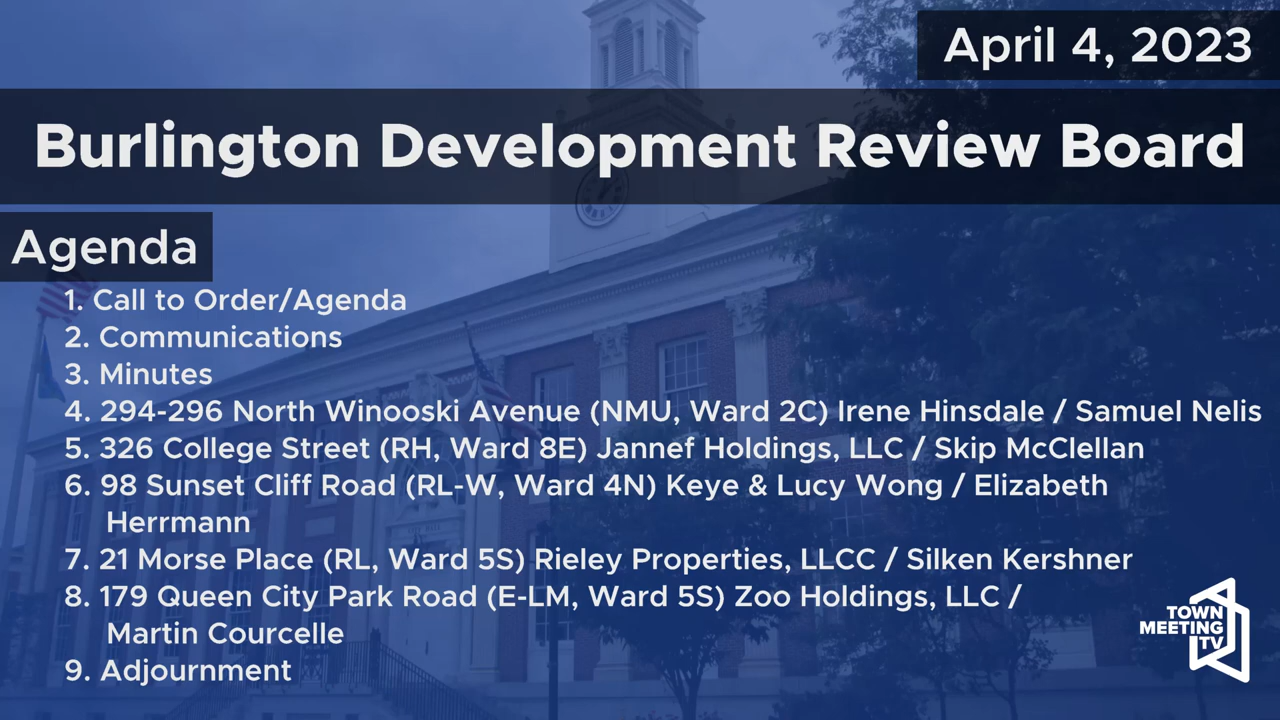 April 4, 2023
Burlington Development Review Board
Agenda
1. Call to Order/Agenda
2. Communications
3. Minutes
4. 294-296 North Winooski Avenue (NMU, Ward 2C) Irene Hinsdale / Samuel Nelis
5. 326 College Street (RH, Ward 8E) Jannef Holdings, LLC / Skip McClellan
6. 98 Sunset Cliff Road (RL-W, Ward 4N) Keye & Lucy Wong / Elizabeth
Herrmann
7. 21 Morse Place (RL, Ward 5S) Rieley Properties, LLCC / Silken Kershner
8. 179 Queen City Park Road (E-LM, Ward 5S) Zoo Holdings, LLC /
Martin Courcelle
9. Adjournment
TOWN
MEETING
TV